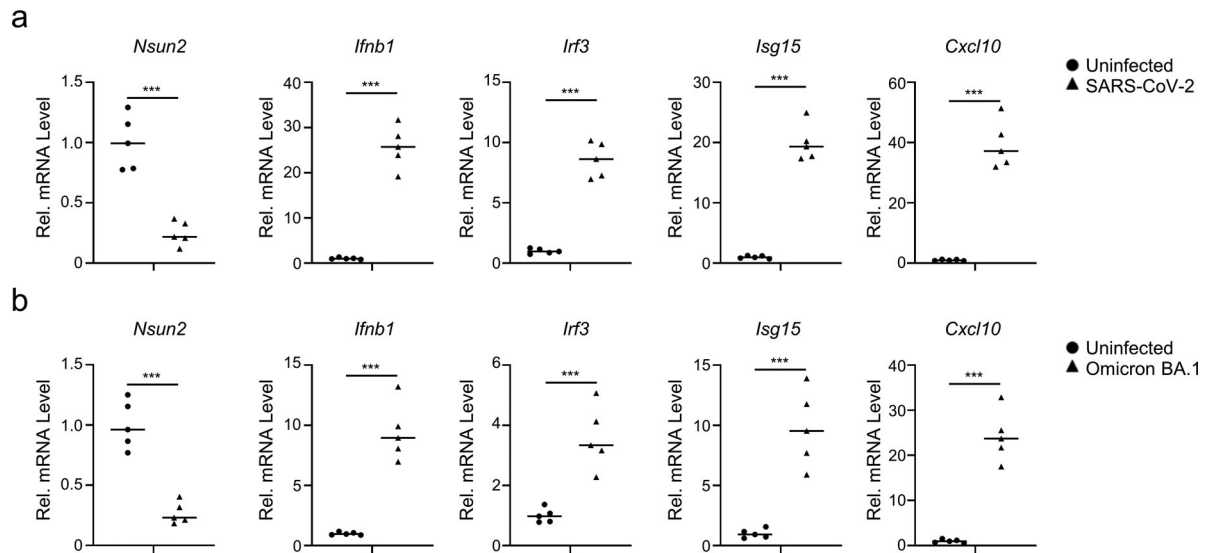 a
Nsun2
Ifnb1
Irf3
Isg15
Cxcl10
Uninfected
SARS-CoV-2
Rel. mRNA Level
1.5
1.0
0.5
0
***
Rel. mRNA Level
40
30
20
10
0
***
Rel. mRNA Level
15
10
5
0
***
Rel. mRNA Level
30
20
10
0
***
Rel. mRNA Level
60
40
20
0
***
b
Nsun2
Ifnb1
Irf3
Isg15
Cxcl10
Uninfected
Omicron BA.1
Rel. mRNA Level
1.5
1.0
0.5
0
***
Rel. mRNA Level
15
10
5
0
***
Rel. mRNA Level
6
4
2
0
***
Rel. mRNA Level
15
10
5
0
***
Rel. mRNA Level
40
30
20
10
0
***